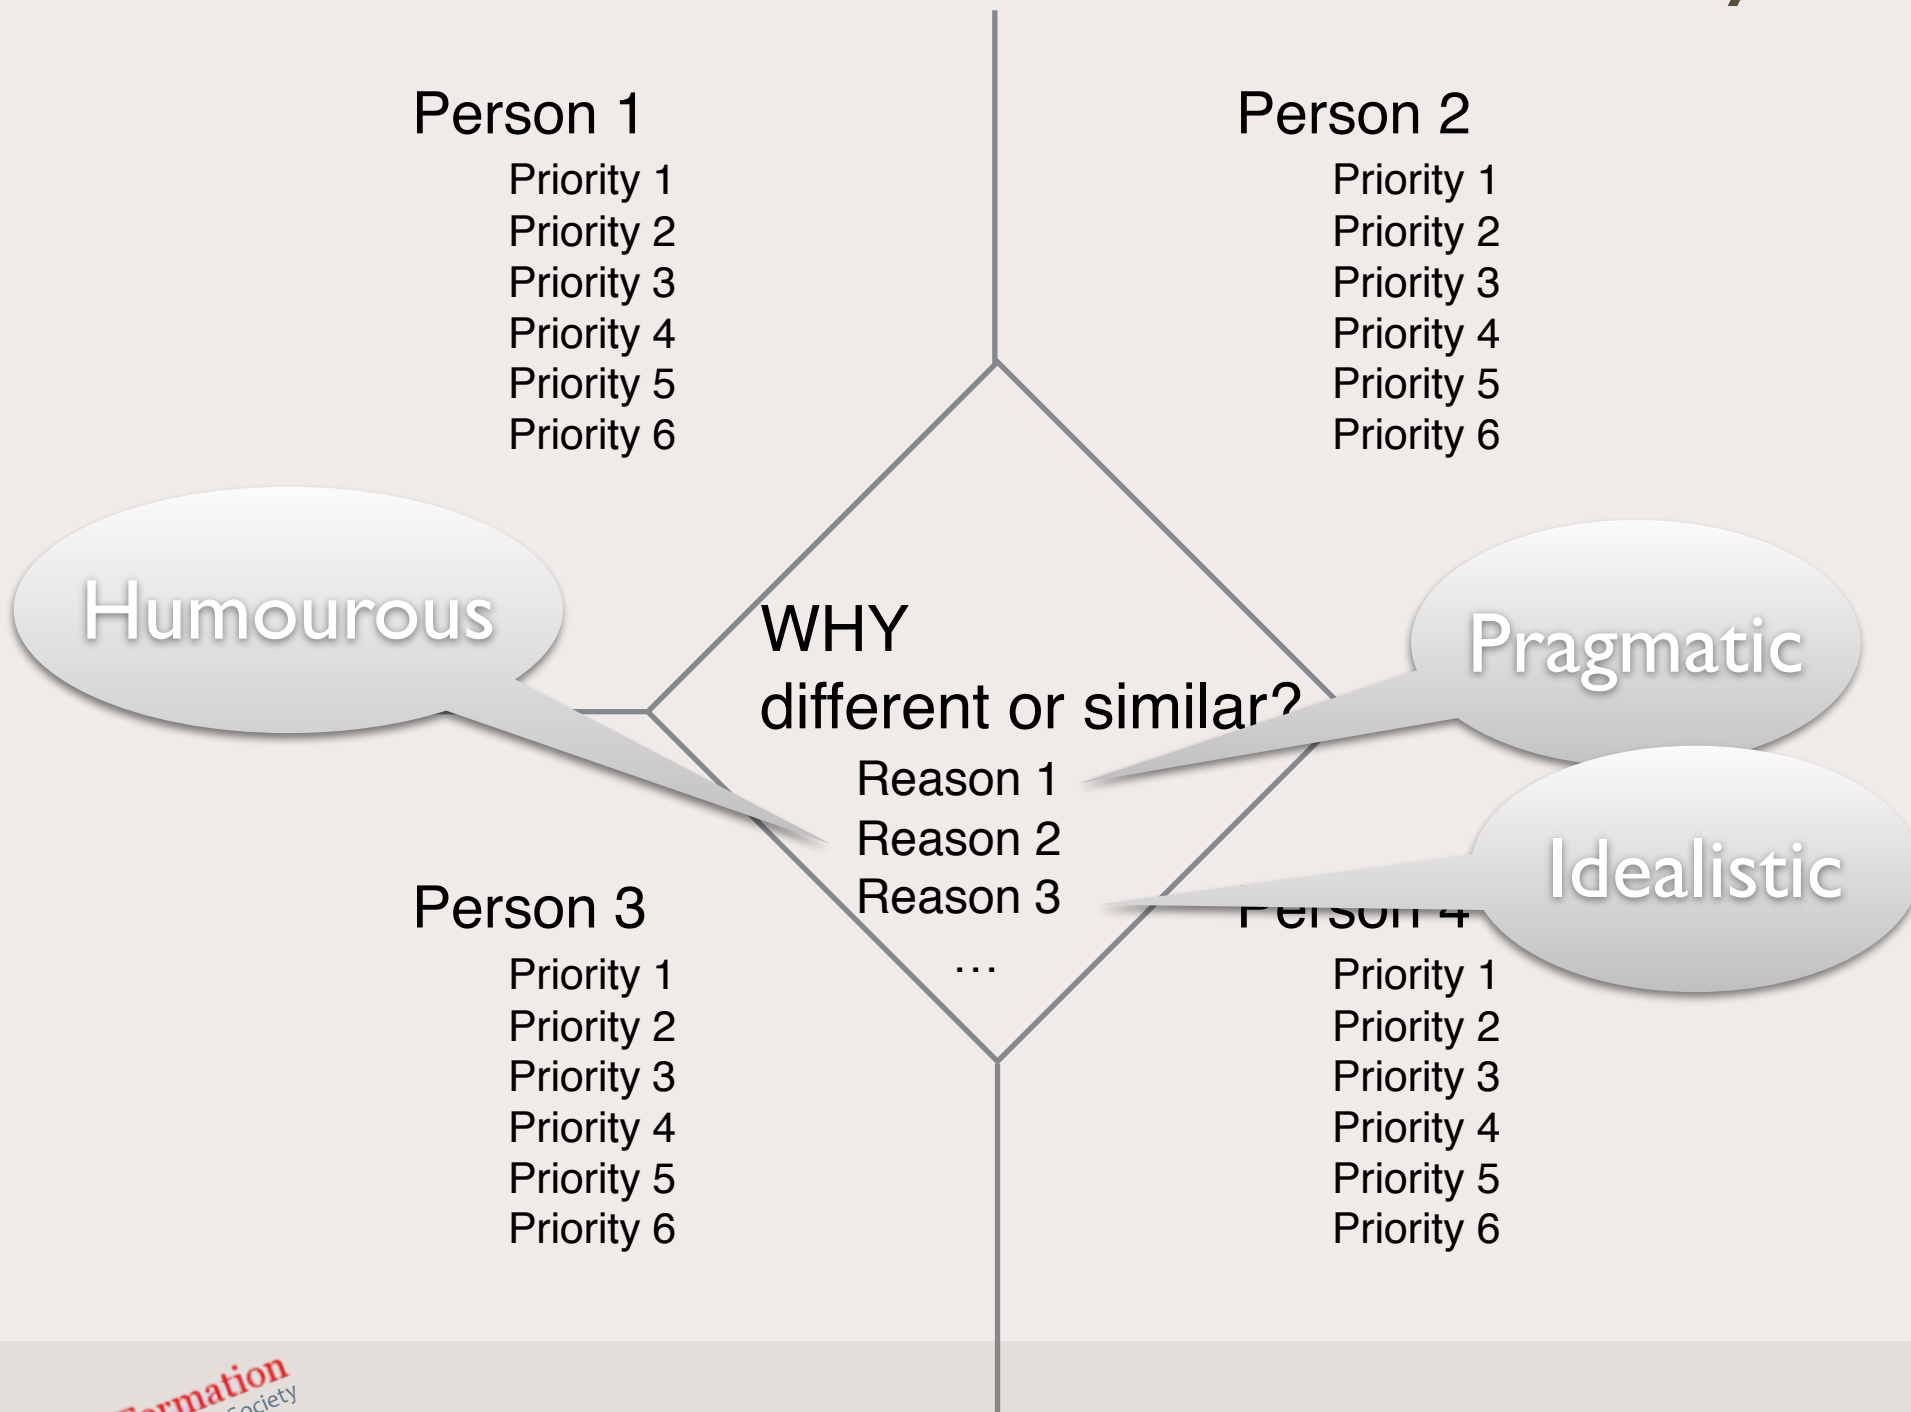 Person 1
Priority 1
Priority 2
Priority 3
Priority 4
Priority 5
Priority 6
Person 2
Priority 1
Priority 2
Priority 3
Priority 4
Priority 5
Priority 6
Humourous
WHY
different or similar?
Reason 1
Reason 2
Reason 3
...
Pragmatic
Idealistic
Person 3
Priority 1
Priority 2
Priority 3
Priority 4
Priority 5
Priority 6
Person 4
Priority 1
Priority 2
Priority 3
Priority 4
Priority 5
Priority 6
Society